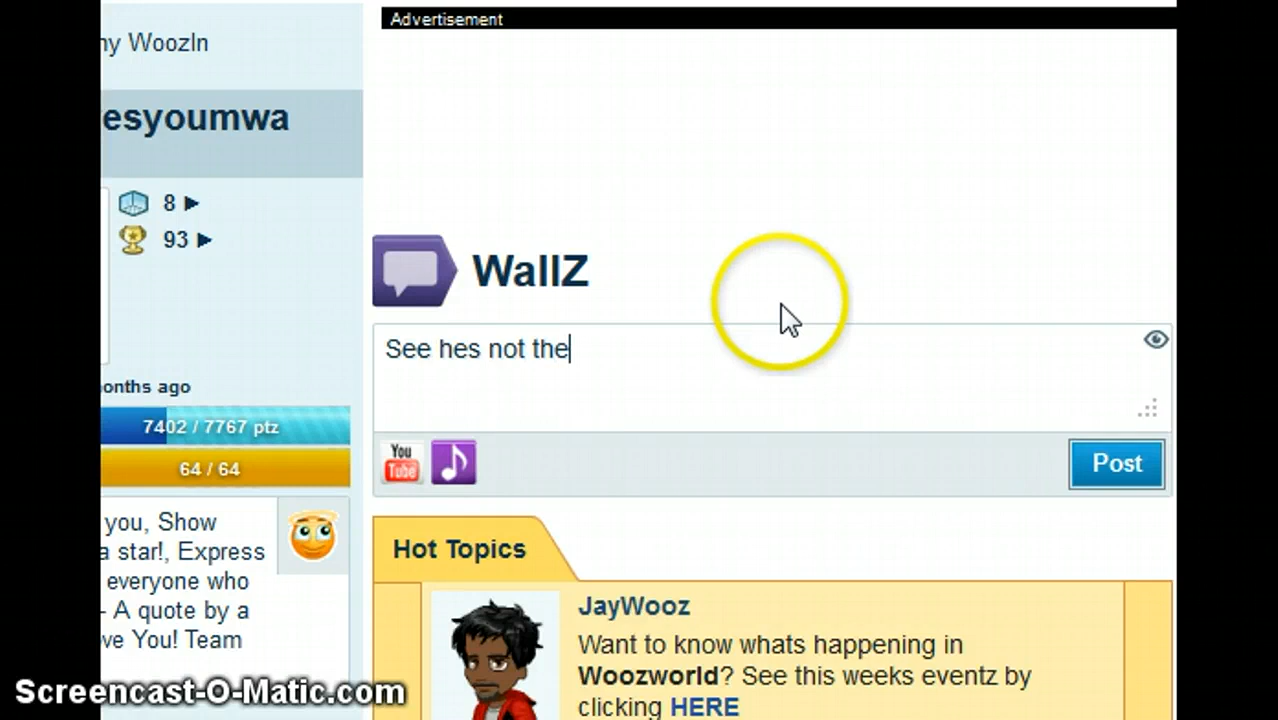 Advertisement
ny WoozIn
esyoumwa
8
93
WallZ
See hes not the
onths ago
7402 / 7767 ptz
64 / 64
You
Tube
Post
you, Show
a star!, Express
everyone who
- A quote by a
ve You! Team
Hot Topics
JayWooz
Want to know whats happening in
Woozworld? See this weeks eventz by
clicking HERE
Screencast-O-Matic.com